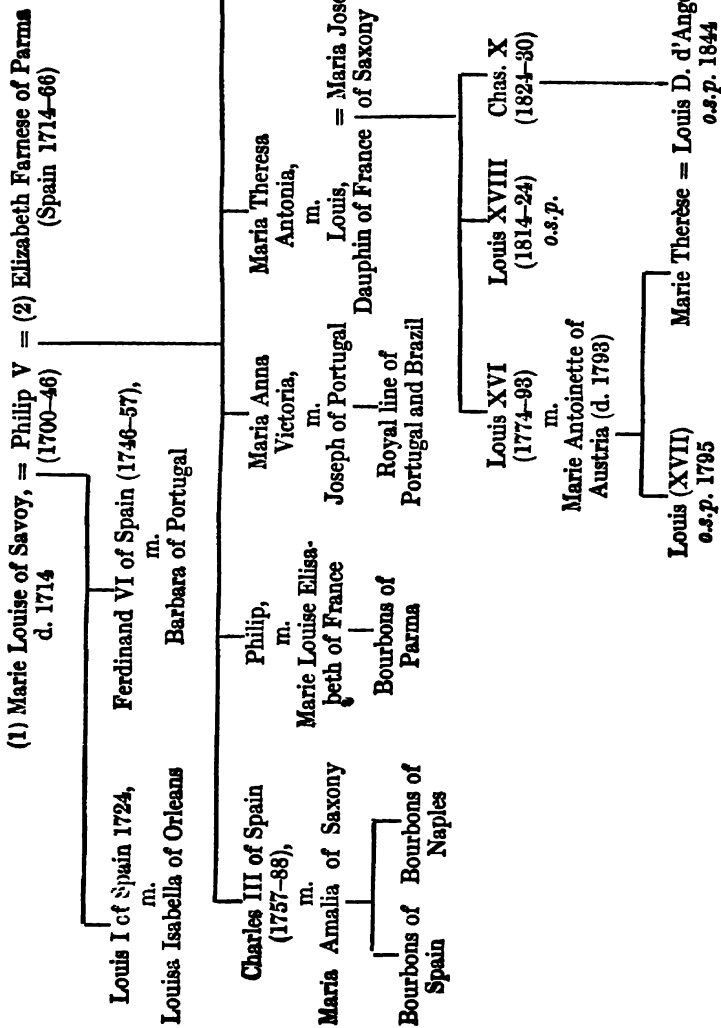 (1) Marie Louise of Savoy, = Philip V = (2) Elizabeth Farnese of Parma
d. 1714 (1700–46) (Spain 1714–66)
Louis I of Spain 1724,
m.
Louisa Isabella of Orleans
Ferdinand VI of Spain (1746–57),
m.
Barbara of Portugal
Charles III of Spain
(1757–88),
m.
Maria Amalia of Saxony
Bourbons of
Spain
Bourbons of
Naples
Philip,
m.
Marie Louise Elisa-
beth of France
Bourbons of
Parma
Maria Anna
Victoria,
m.
Joseph of Portugal
Royal line of
Portugal and Brazil
Maria Theresa
Antonia,
m.
Louis,
Dauphin of France
= Maria Jose
of Saxony
Louis XVI
(1774–93)
m.
Marie Antoinette of
Austria (d. 1793)
Louis XVIII
(1814–24)
o.s.p.
Chas. X
(1824–30)
Louis (XVII)
o.s.p. 1795
Marie Therèse = Louis D. d'Ange
o.s.p. 1844